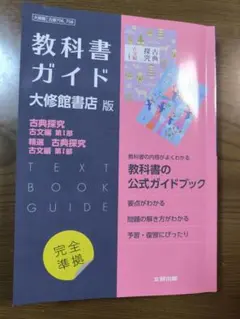 教科書
ガイド
大修館書店 版
古典探究
古文編 第Ⅰ部
精選 古典探究
古文編 第Ⅰ部
TEXT
BOOK
GUIDE
完全
準拠
古典
探究
教科書の内容がよくわかる
教科書の
公式ガイドブック
要点がわかる
問題の解き方がわかる
予習・復習にぴったり